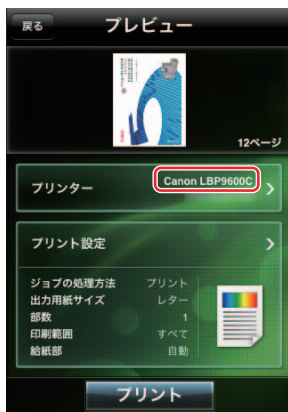 戻る
プレビュー
12ページ
プリンター
Canon LBP9600C
プリント設定
ジョブの処理方法 プリント
出力用紙サイズ レター
部数 1
印刷範囲 すべて
給紙部 自動
プリント